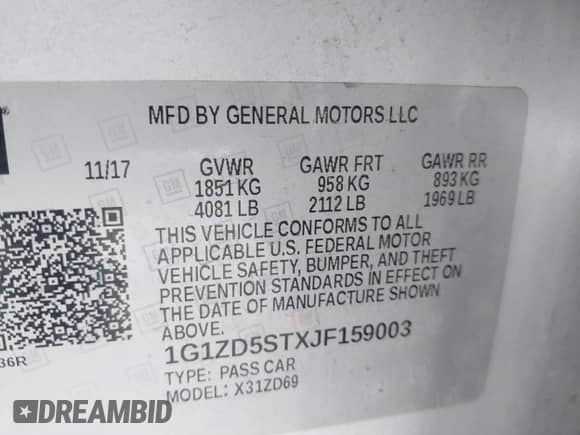 MFD BY GENERAL MOTORS LLC
11/17 GVWR GAWR FRT GAWR RR
1851 KG 958 KG 893 KG
4081 LB 2112 LB 1969 LB
THIS VEHICLE CONFORMS TO ALL
APPLICABLE U.S. FEDERAL MOTOR
VEHICLE SAFETY, BUMPER, AND THEFT
PREVENTION STANDARDS IN EFFECT ON
THE DATE OF MANUFACTURE SHOWN
ABOVE.
1G1ZD5STXJF159003
TYPE: PASS CAR
MODEL: X31ZD69
36R
DREAMBID